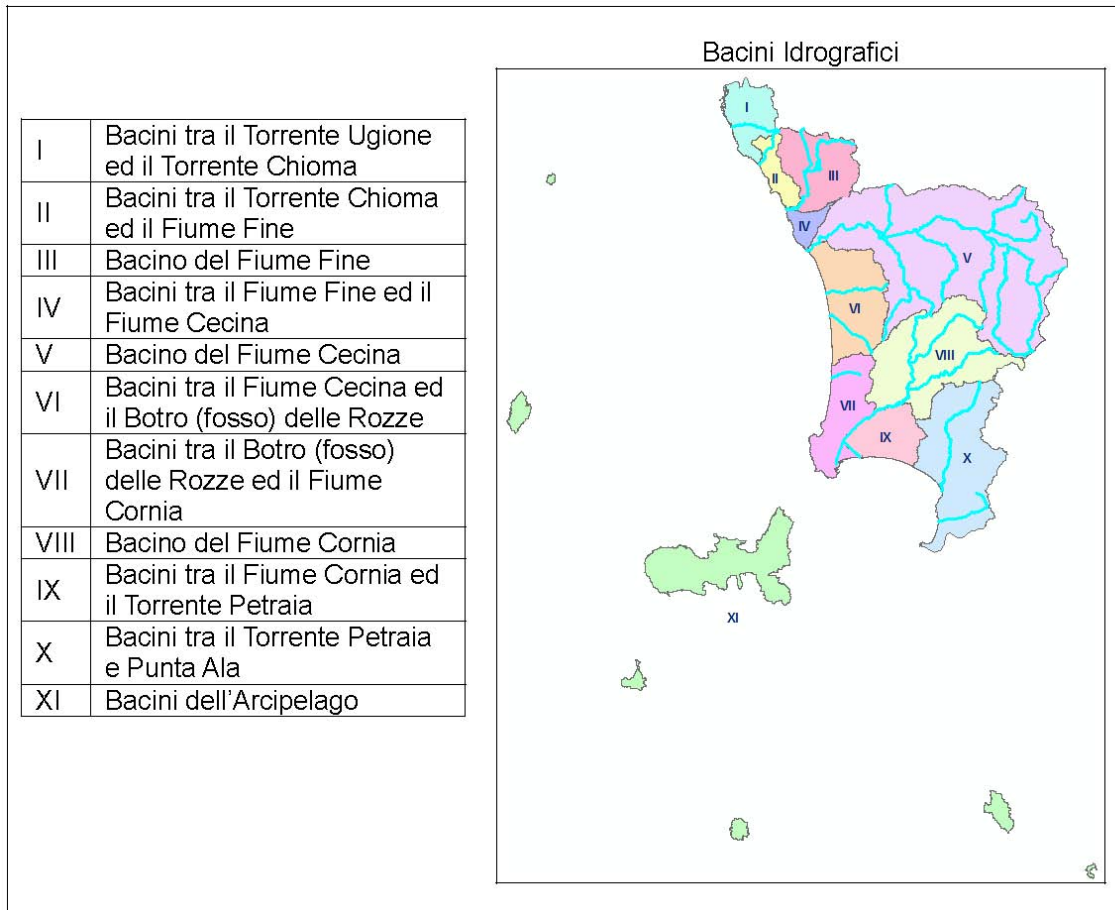 Bacini Idrografici
I
Bacini tra il Torrente Ugione
ed il Torrente Chioma
II
Bacini tra il Torrente Chioma
ed il Fiume Fine
III
Bacino del Fiume Fine
IV
Bacini tra il Fiume Fine ed il
Fiume Cecina
V
Bacino del Fiume Cecina
VI
Bacini tra il Fiume Cecina ed
il Botro (fosso) delle Rozze
VII
Bacini tra il Botro (fosso)
delle Rozze ed il Fiume
Cornia
VIII
Bacino del Fiume Cornia
IX
Bacini tra il Fiume Cornia ed
il Torrente Petraia
X
Bacini tra il Torrente Petraia
e Punta Ala
XI
Bacini dell'Arcipelago
I
II
III
IV
V
VI
VIII
VII
IX
X
XI